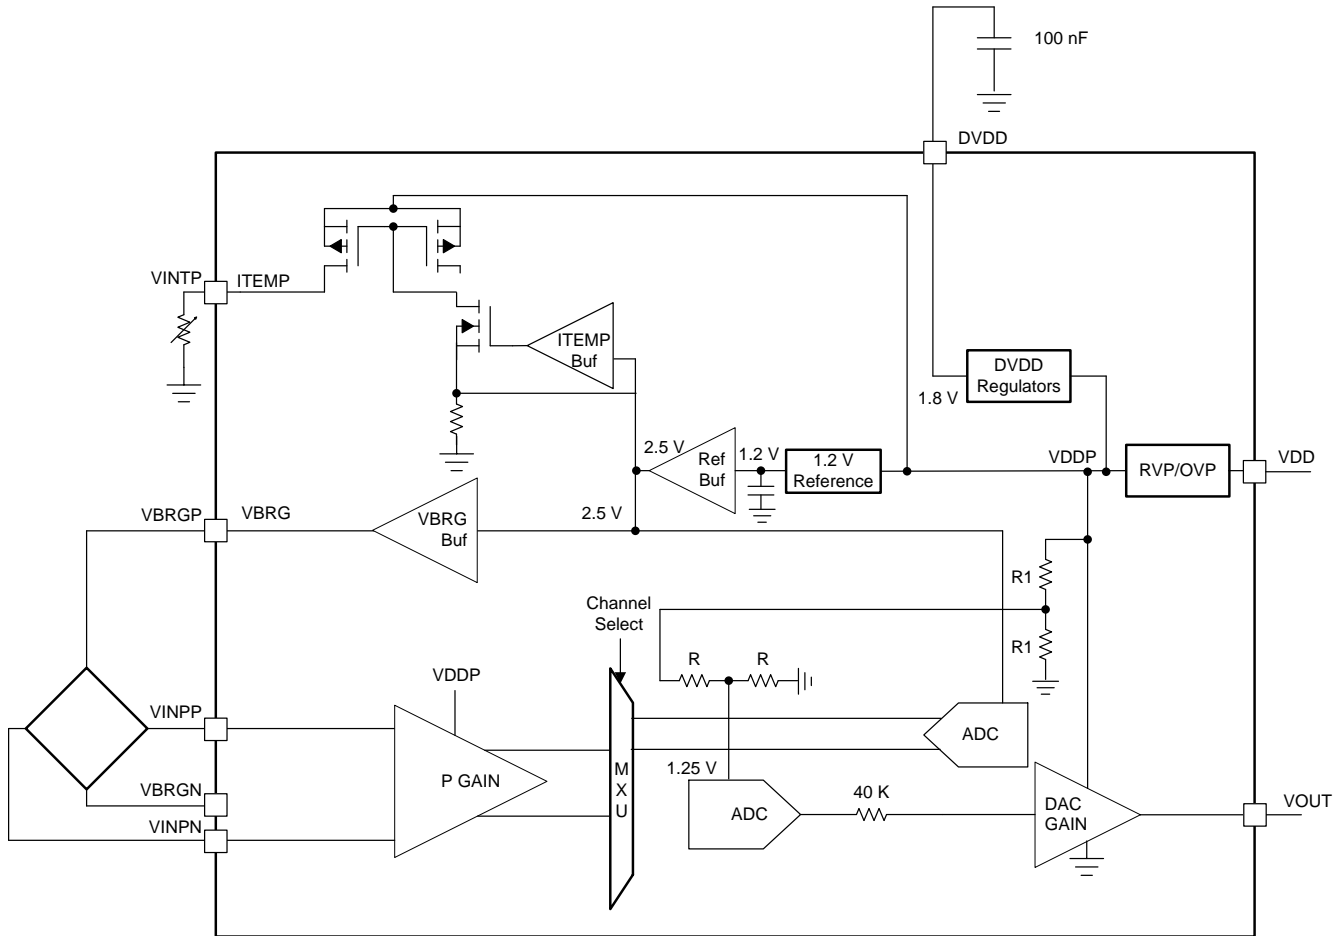 100 nF
DVDD
VINTP
ITEMP
ITEMP
Buf
DVDD
Regulators
1.8 V
2.5 V
Ref
Buf
1.2 V
1.2 V
Reference
VDDP
RVP/OVP
VDD
VBRGP
VBRG
VBRG
Buf
2.5 V
R1
R1
Channel
Select
R
R
VDDP
VINPP
P GAIN
MXU
ADC
1.25 V
ADC
40 K
DAC
GAIN
VOUT
VBRGN
VINPN